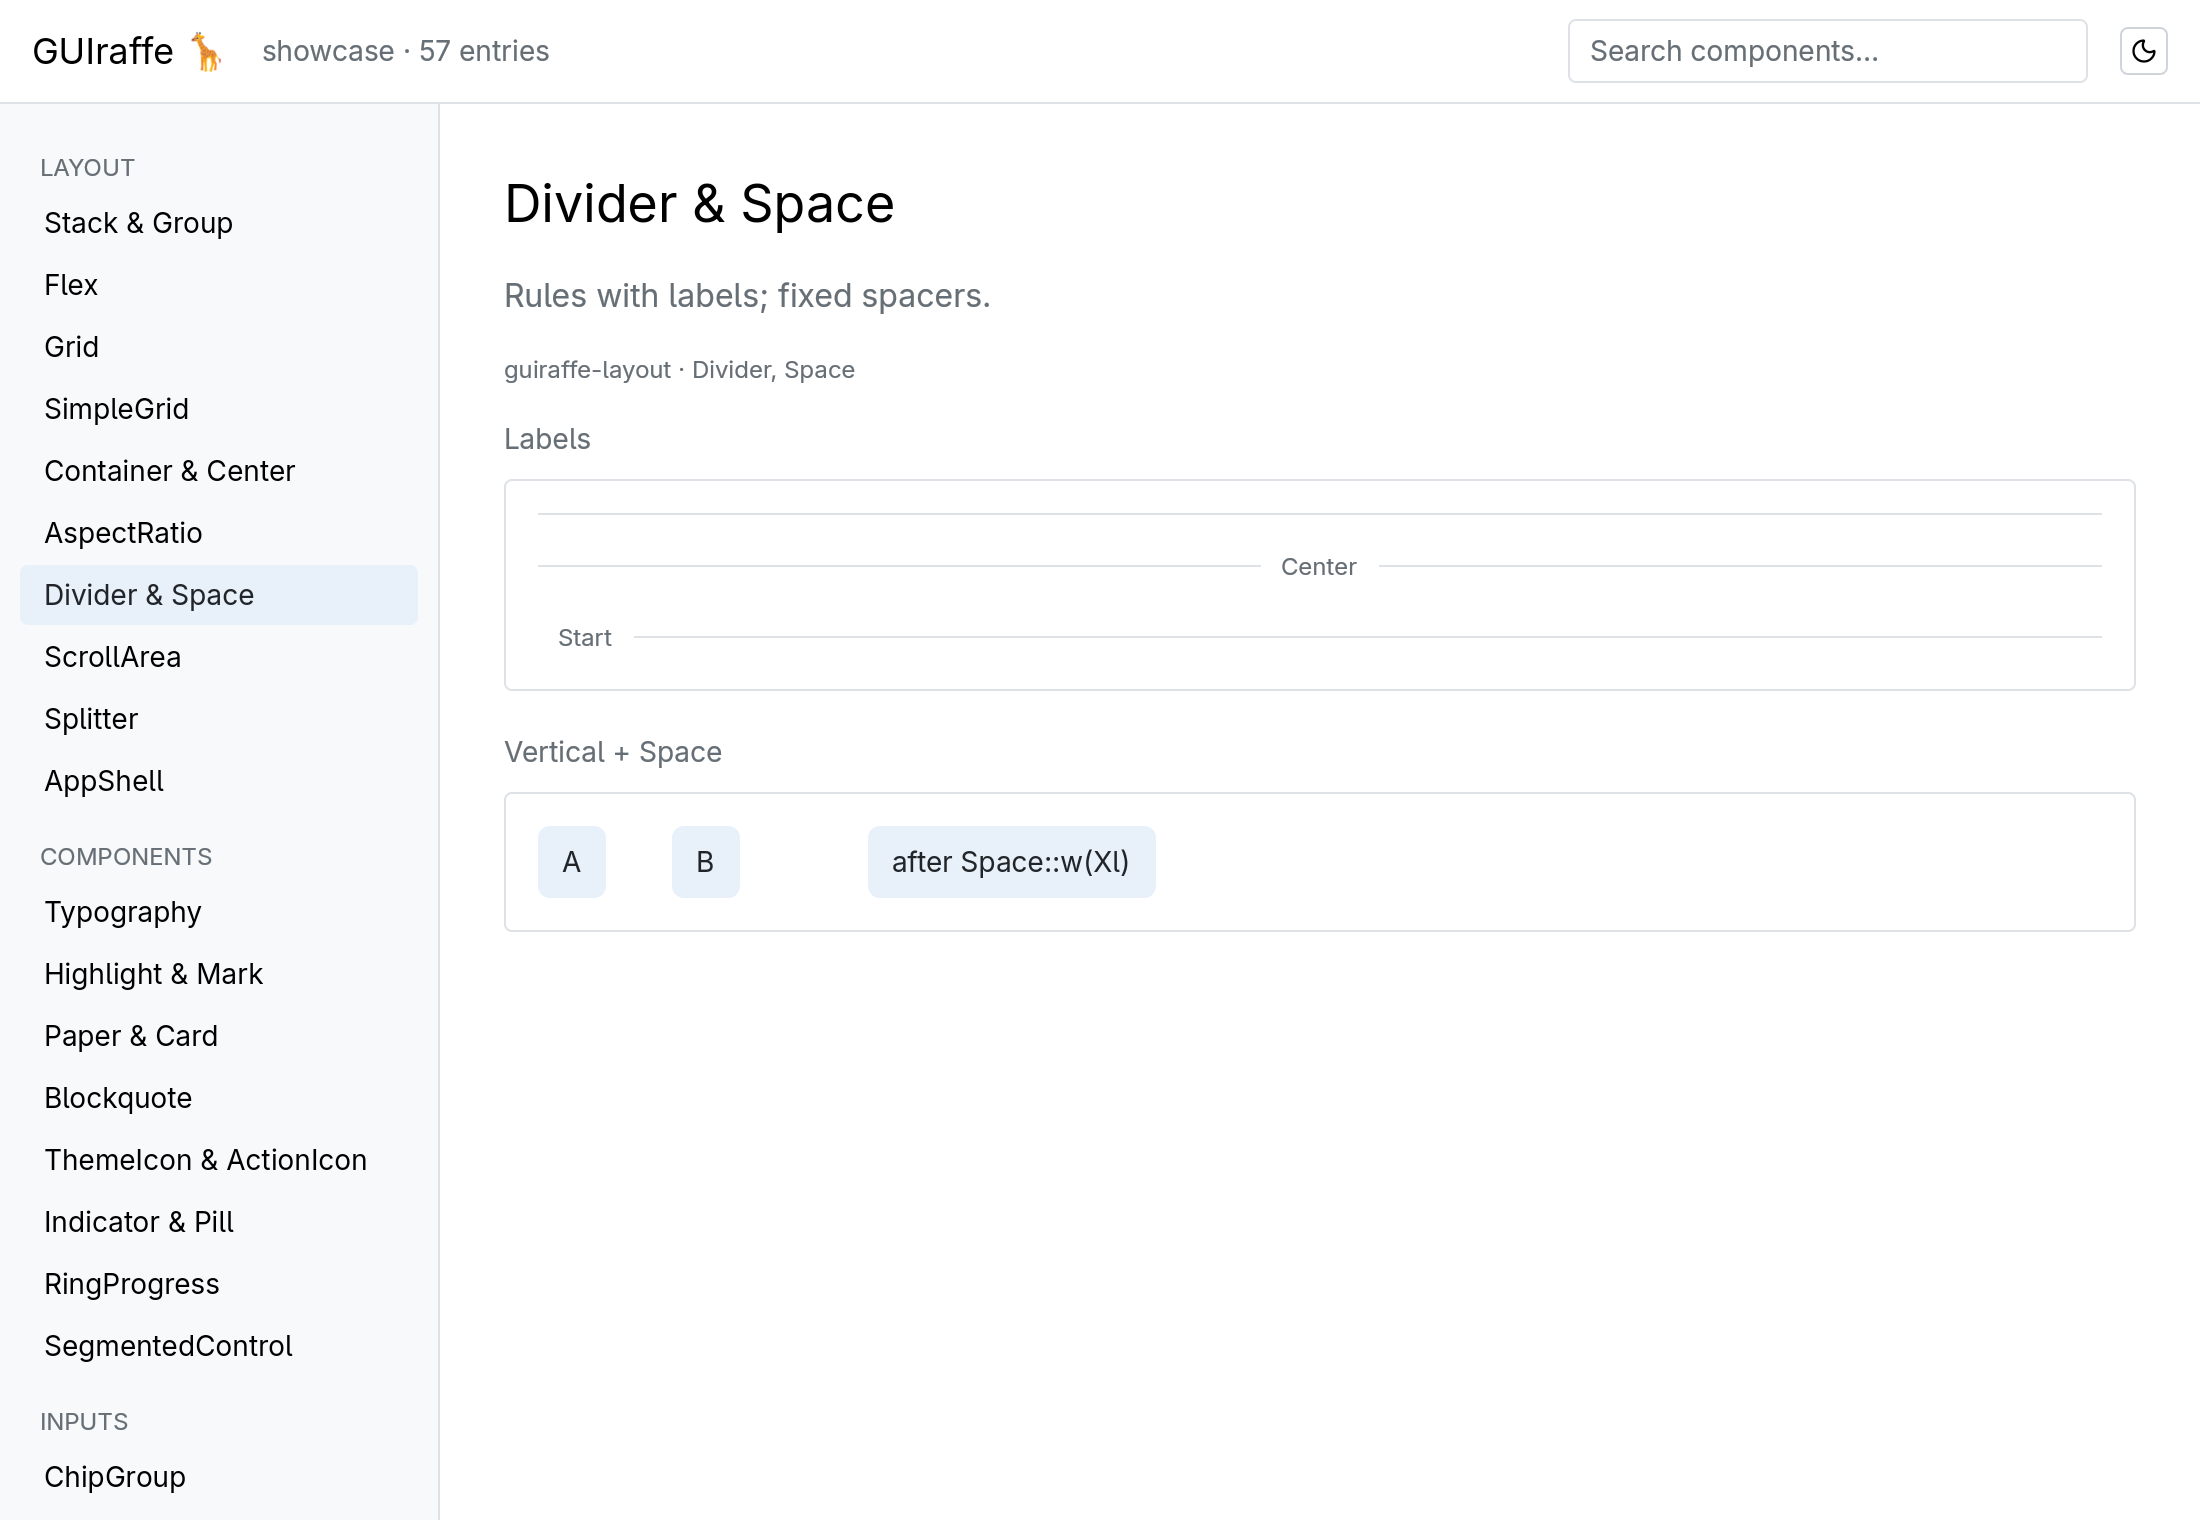 GUIraffe 🦒 showcase · 57 entries Search components...
LAYOUT
Stack & Group
Flex
Grid
SimpleGrid
Container & Center
AspectRatio
Divider & Space
ScrollArea
Splitter
AppShell
COMPONENTS
Typography
Highlight & Mark
Paper & Card
Blockquote
ThemeIcon & ActionIcon
Indicator & Pill
RingProgress
SegmentedControl
INPUTS
ChipGroup
Divider & Space
Rules with labels; fixed spacers.
guiraffe-layout · Divider, Space
Labels
Center
Start
Vertical + Space
A B after Space::w(Xl)